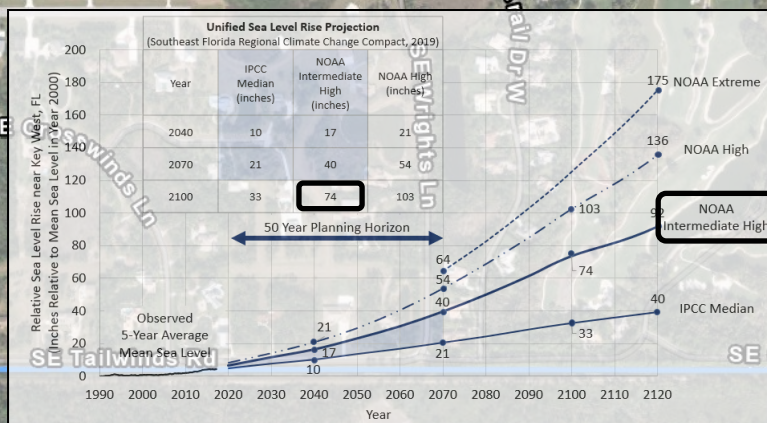 Unified Sea Level Rise Projection
(Southeast Florida Regional Climate Change Compact, 2019)
Year
IPCC
Median
(inches)
NOAA
Intermediate
High
(inches)
NOAA High
(inches)
2040 10 17 21
2070 21 40 54
2100 33 74 103
50 Year Planning Horizon
Relative Sea Level Rise near Key West, FL
(Inches Relative to Mean Sea Level in Year 2000)
200
180
160
140
120
100
80
60
40
20
0
175 NOAA Extreme
136
NOAA High
103
92
NOAA
Intermediate High
74
64
54
40
40
IPCC Median
33
21
21
17
10
Observed
5-Year Average
Mean Sea Level
1990 2000 2010 2020 2030 2040 2050 2060 2070 2080 2090 2100 2110 2120
Year
SE Tailwinds Rd
SE
SE Wrights Ln
Dr W